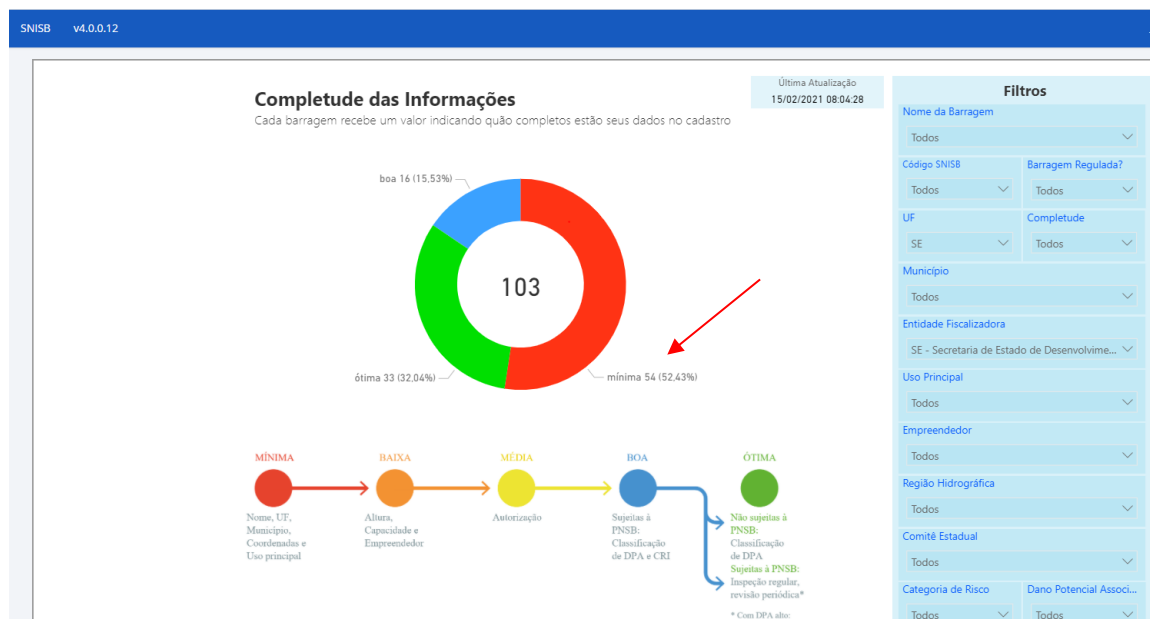 SNISB v4.0.0.12
Completude das Informações
Cada barragem recebe um valor indicando quão completos estão seus dados no cadastro
Última Atualização
15/02/2021 08:04:28
boa 16 (15,53%)
103
ótima 33 (32,04%)
mínima 54 (52,43%)
MÍNIMA
Nome, UF,
Município,
Coordenadas e
Uso principal
BAIXA
Altura,
Capacidade e
Empreendedor
MÉDIA
Autorização
BOA
Sujeitas à
PNSB:
Classificação
de DPA e CRI
ÓTIMA
Não sujeitas à
PNSB:
Classificação
de DPA
Sujeitas à PNSB:
Inspeção regular,
revisão periódica*
* Com DPA alto:
Filtros
Nome da Barragem
Todos
Código SNISB
Todos
Barragem Regulada?
Todos
UF
SE
Completude
Todos
Município
Todos
Entidade Fiscalizadora
SE - Secretaria de Estado de Desenvolvime...
Uso Principal
Todos
Empreendedor
Todos
Região Hidrográfica
Todos
Comitê Estadual
Todos
Categoria de Risco
Todos
Dano Potencial Associ...
Todos